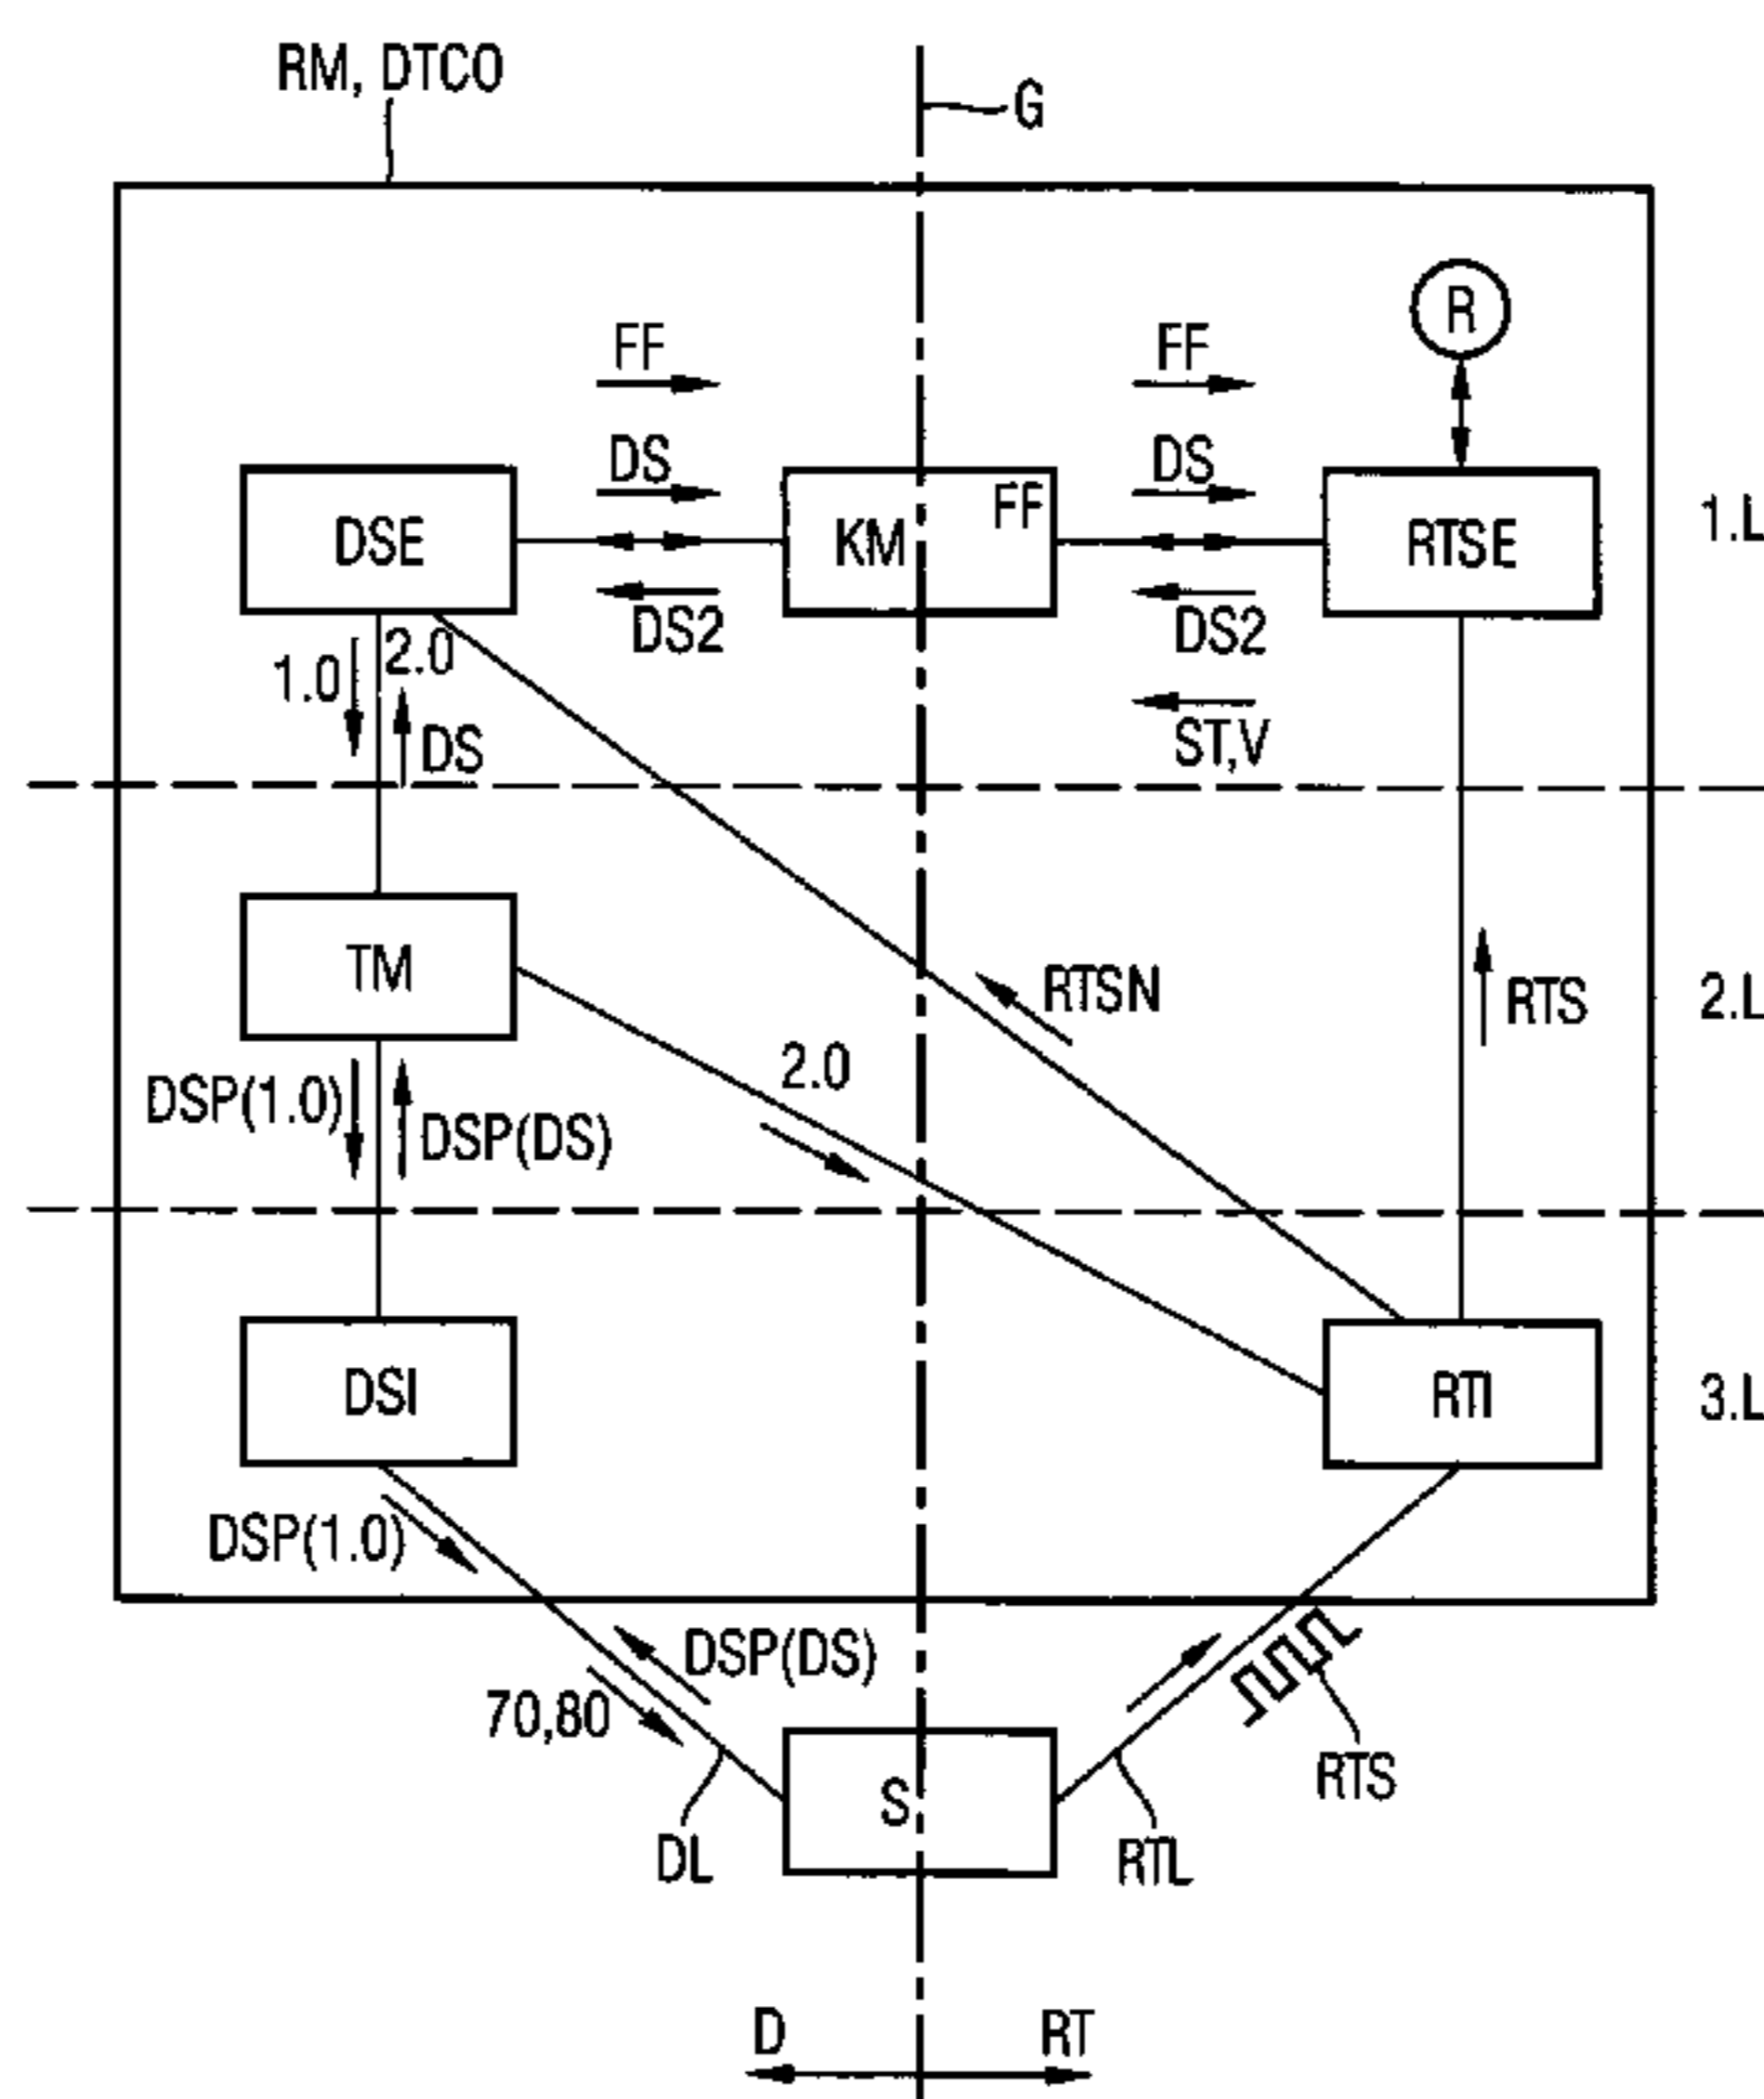 RM, DTCO
G
R
FF
FF
DS
DS
DSE
KM
FF
RTSE
1.L
DS2
DS2
1.0
2.0
DS
ST,V
TM
RTSN
RTS
2.L
2.0
DSP(1.0)
DSP(DS)
DSI
RTI
3.L
DSP(1.0)
DSP(DS)
70,80
S
RTS
DL
RTL
D
RT